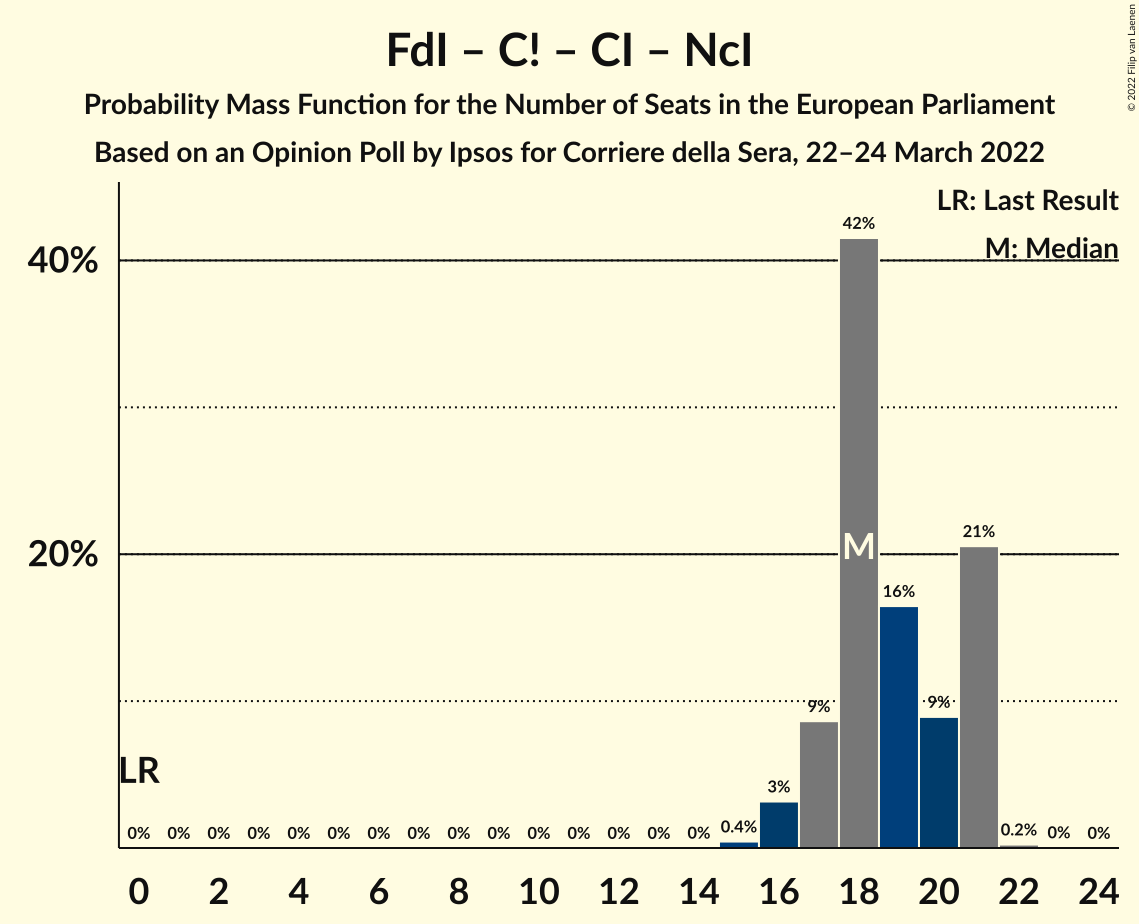 FdI – C! – CI – NcI
Probability Mass Function for the Number of Seats in the European Parliament
Based on an Opinion Poll by Ipsos for Corriere della Sera, 22–24 March 2022
© 2022 Filip van Laenen
LR: Last Result
M: Median
40%
20%
42%
M
21%
16%
9%
9%
LR
3%
0% 0% 0% 0% 0% 0% 0% 0% 0% 0% 0% 0% 0% 0% 0% 0.4% 0.2% 0% 0%
0 2 4 6 8 10 12 14 16 18 20 22 24